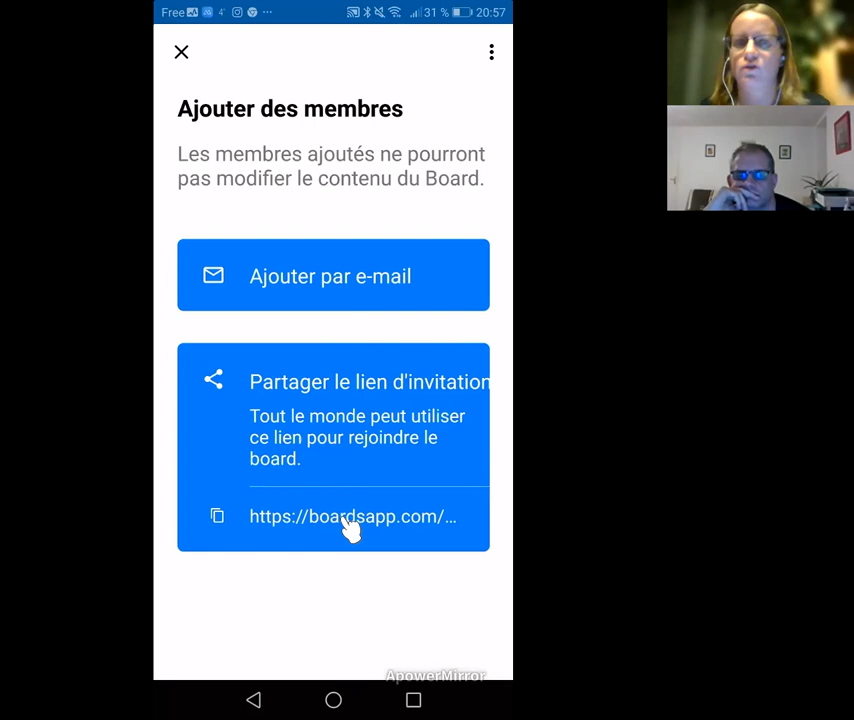 Free 31 % 20:57
Ajouter des membres
Les membres ajoutés ne pourront
pas modifier le contenu du Board.
Ajouter par e-mail
Partager le lien d'invitation
Tout le monde peut utiliser
ce lien pour rejoindre le
board.
https://boardsapp.com/...
ApowerMirror